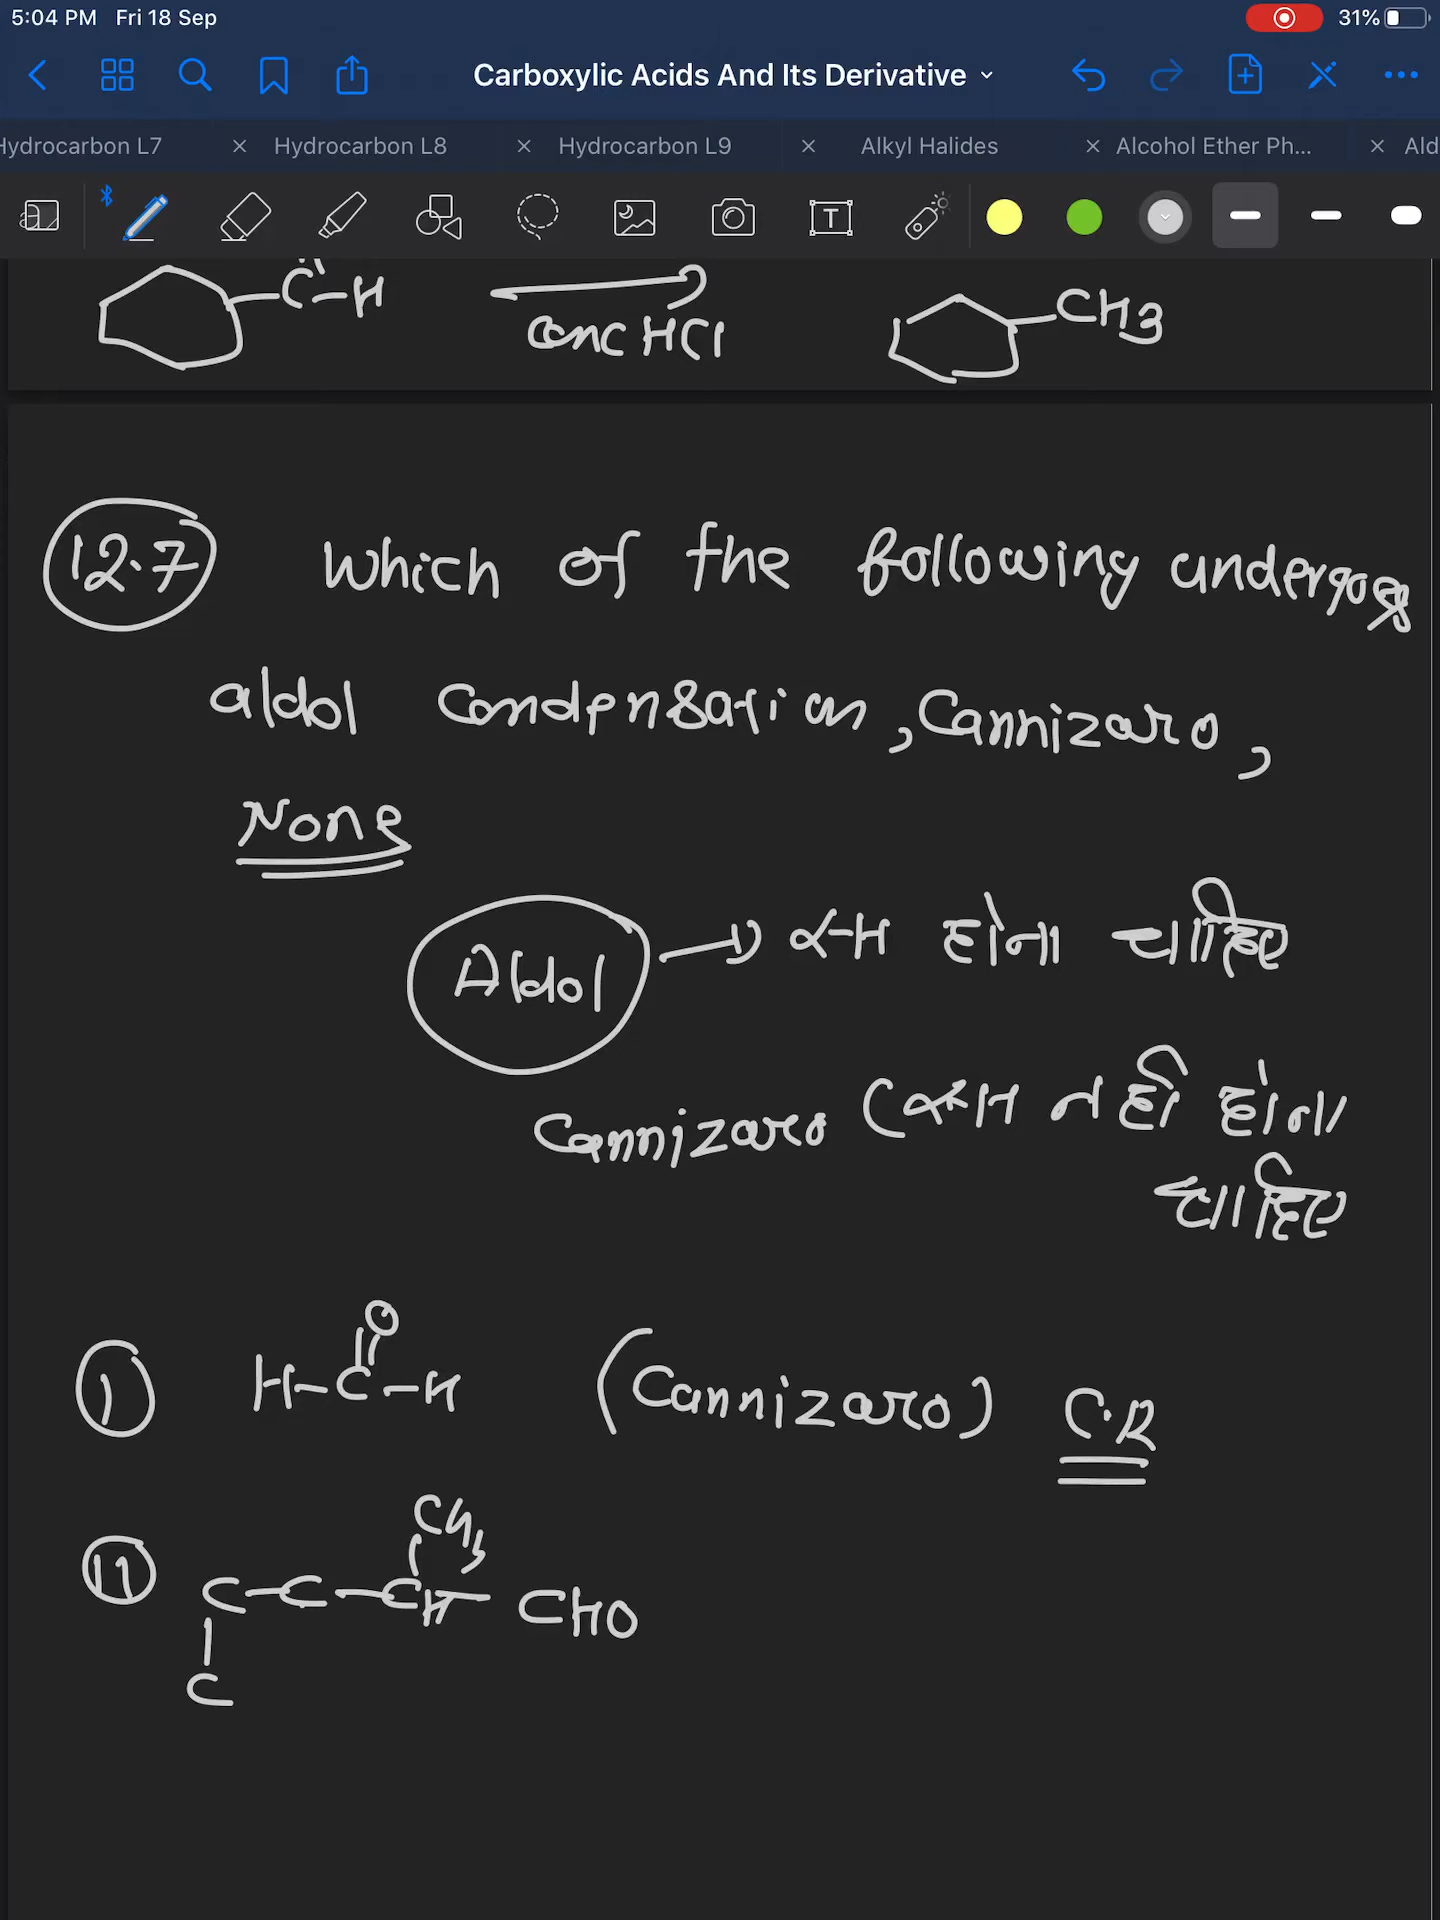 5:04 PM Fri 18 Sep 31%
Carboxylic Acids And Its Derivative
Hydrocarbon L7 × Hydrocarbon L8 × Hydrocarbon L9 × Alkyl Halides × Alcohol Ether Ph... × Ald
C-H conc HCl CH3
12.7 Which of the following undergoes
aldol condensation, Cannizaro,
None
Aldol → α-H होना चाहिए
Cannizaro (α-H नही होना
चाहिए
O
I H-C-H (Cannizaro) C.R
CH3
II C-C-CH-CHO
C